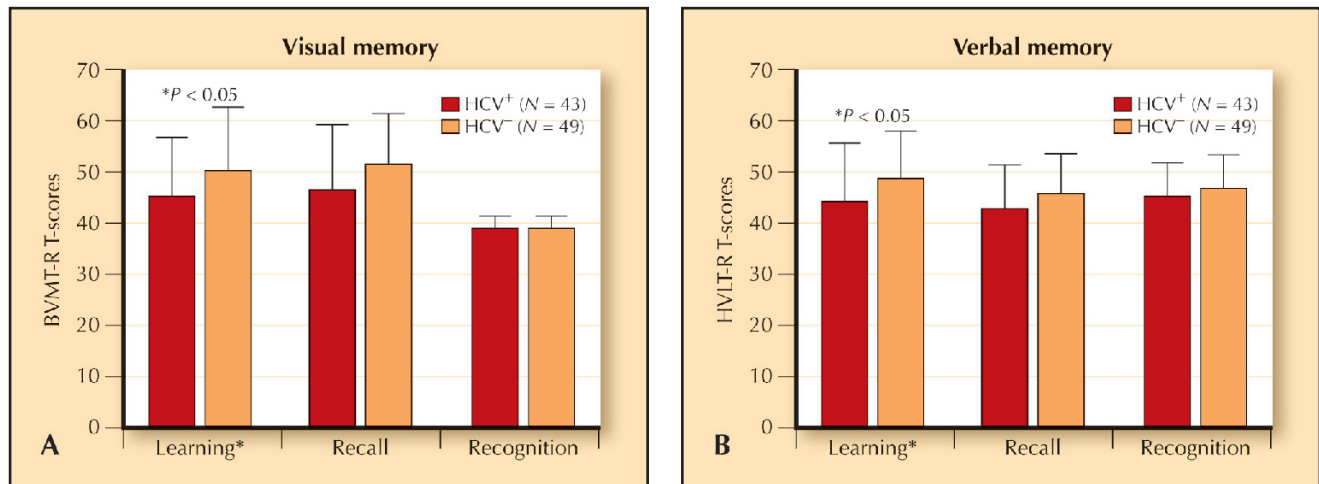 Visual memory
70
60
50
40
30
20
10
0
BVMT-R T-scores
*P < 0.05
HCV+ (N = 43)
HCV− (N = 49)
Learning*
Recall
Recognition
A
Verbal memory
70
60
50
40
30
20
10
0
HVLT-R T-scores
*P < 0.05
HCV+ (N = 43)
HCV− (N = 49)
Learning*
Recall
Recognition
B